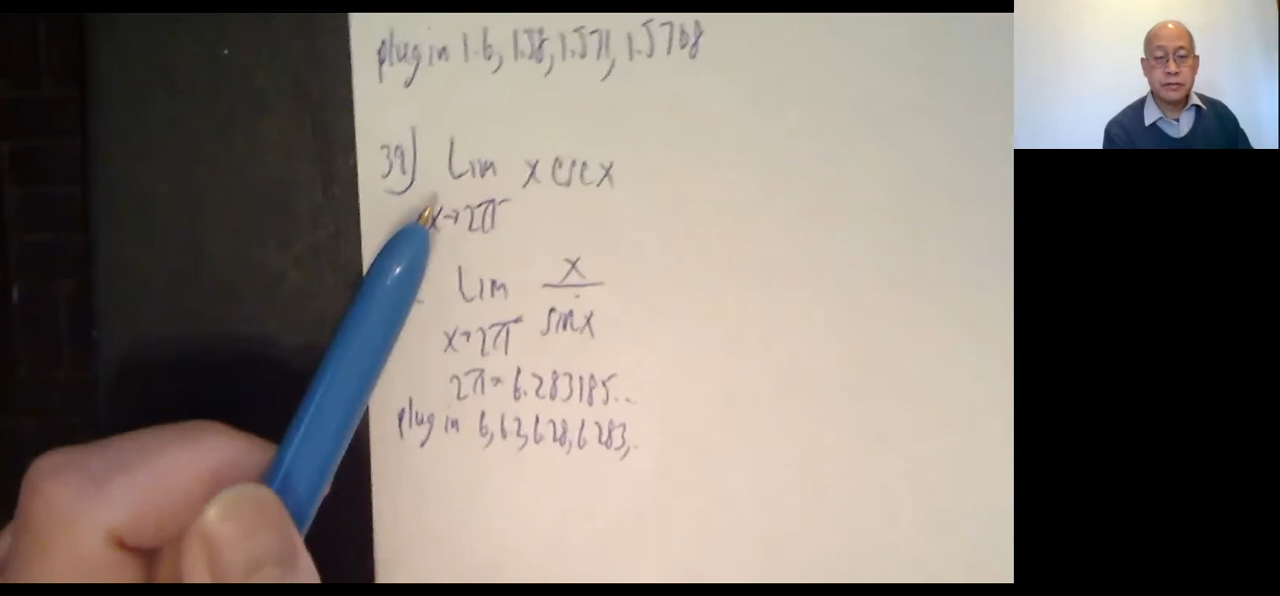 plug in 1.6, 1.58, 1.571, 1.5708
39) Lim x csc x
x→2π⁻
Lim x/sin x
x→2π⁻
2π = 6.283185...
plug in 6, 6.2, 6.28, 6.283, ..